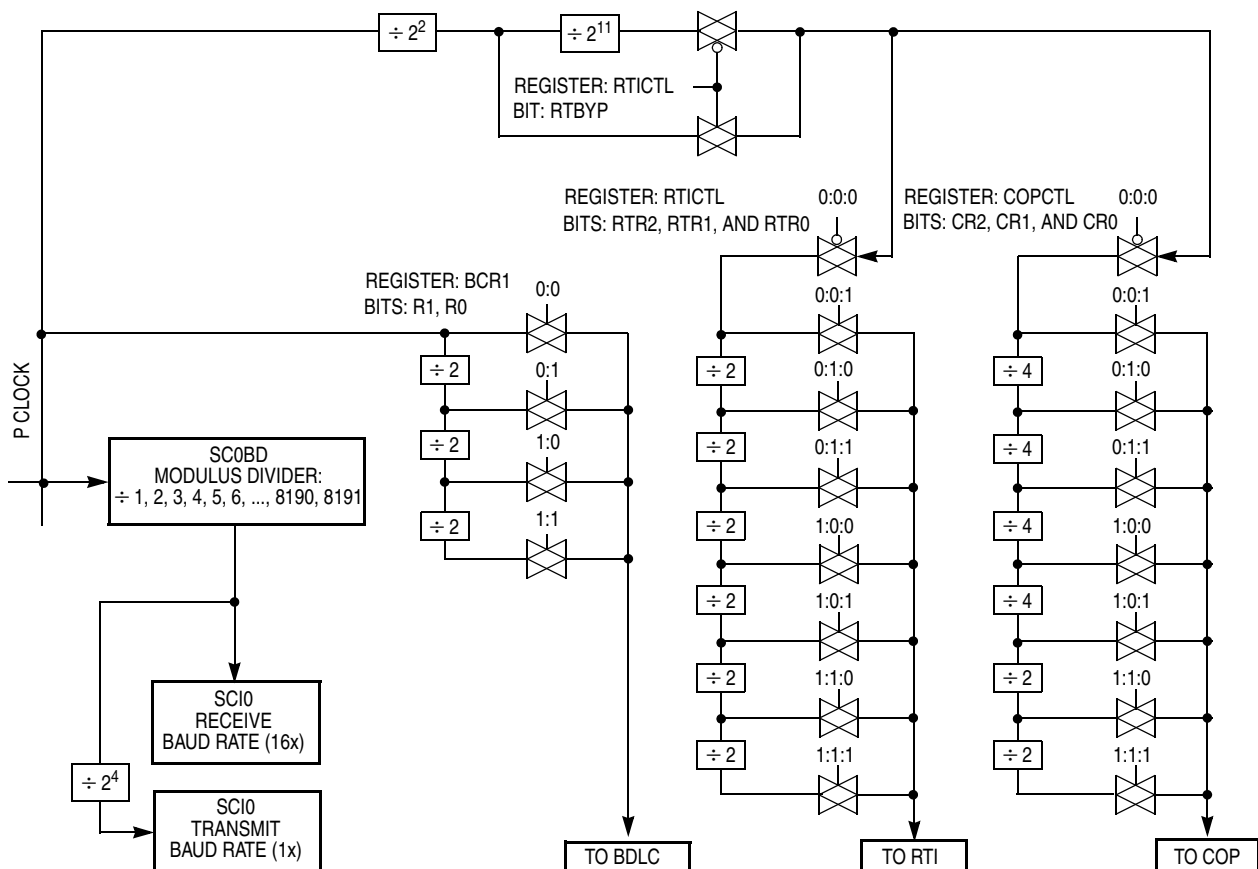 ÷ 2²
÷ 2¹¹
REGISTER: RTICTL
BIT: RTBYP
REGISTER: RTICTL
BITS: RTR2, RTR1, AND RTR0
0:0:0
REGISTER: COPCTL
BITS: CR2, CR1, AND CR0
0:0:0
REGISTER: BCR1
BITS: R1, R0
0:0
÷ 2
0:1
÷ 2
1:0
÷ 2
1:1
0:0:1
÷ 2
0:1:0
÷ 2
0:1:1
÷ 2
1:0:0
÷ 2
1:0:1
÷ 2
1:1:0
÷ 2
1:1:1
0:0:1
÷ 4
0:1:0
÷ 4
0:1:1
÷ 4
1:0:0
÷ 4
1:0:1
÷ 2
1:1:0
÷ 2
1:1:1
P CLOCK
SC0BD
MODULUS DIVIDER:
÷ 1, 2, 3, 4, 5, 6, ..., 8190, 8191
SCI0
RECEIVE
BAUD RATE (16x)
÷ 2⁴
SCI0
TRANSMIT
BAUD RATE (1x)
TO BDLC
TO RTI
TO COP